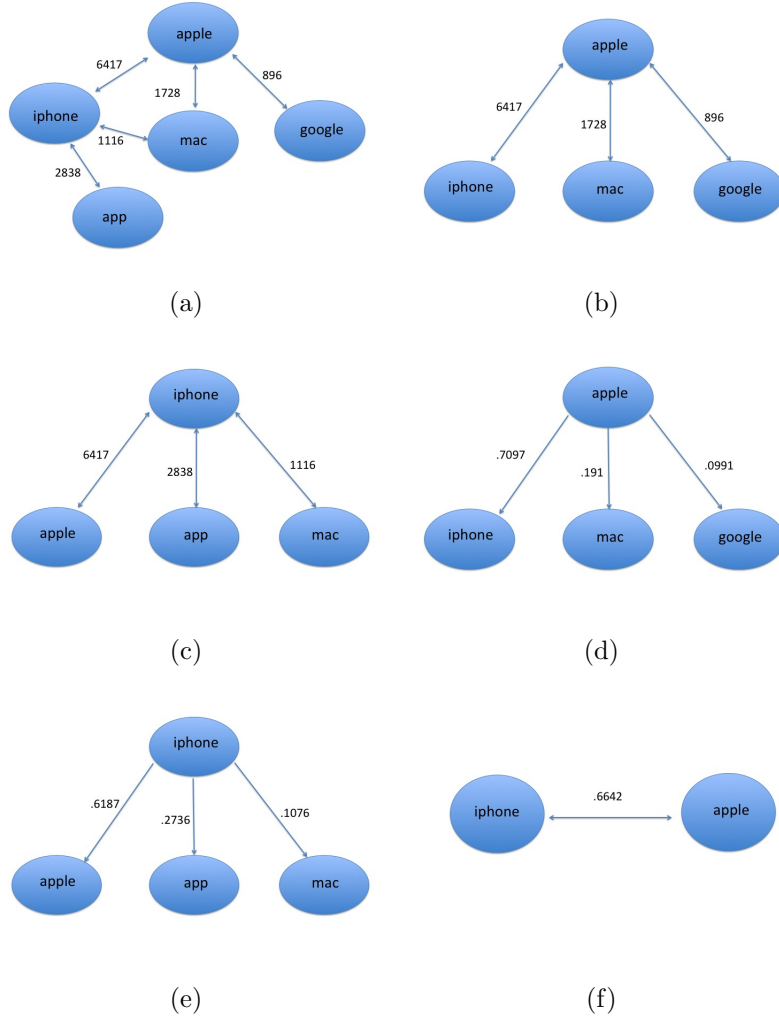 apple
6417
896
1728
iphone
google
1116
mac
2838
app
(a)
apple
6417
896
1728
iphone
mac
google
(b)
iphone
6417
1116
2838
apple
app
mac
(c)
apple
.7097
.0991
.191
iphone
mac
google
(d)
iphone
.6187
.1076
.2736
apple
app
mac
(e)
.6642
iphone
apple
(f)